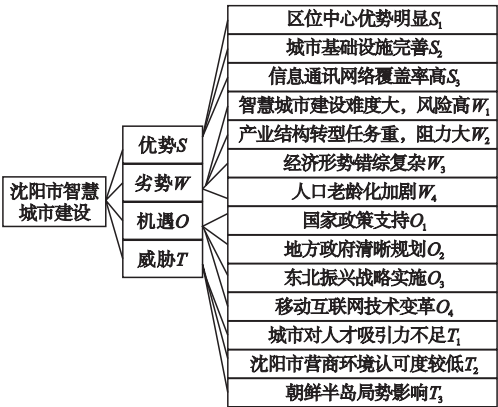 沈阳市智慧
城市建设
优势S
劣势W
机遇O
威胁T
区位中心优势明显S₁
城市基础设施完善S₂
信息通讯网络覆盖率高S₃
智慧城市建设难度大，风险高W₁
产业结构转型任务重，阻力大W₂
经济形势错综复杂W₃
人口老龄化加剧W₄
国家政策支持O₁
地方政府清晰规划O₂
东北振兴战略实施O₃
移动互联网技术变革O₄
城市对人才吸引力不足T₁
沈阳市营商环境认可度较低T₂
朝鲜半岛局势影响T₃